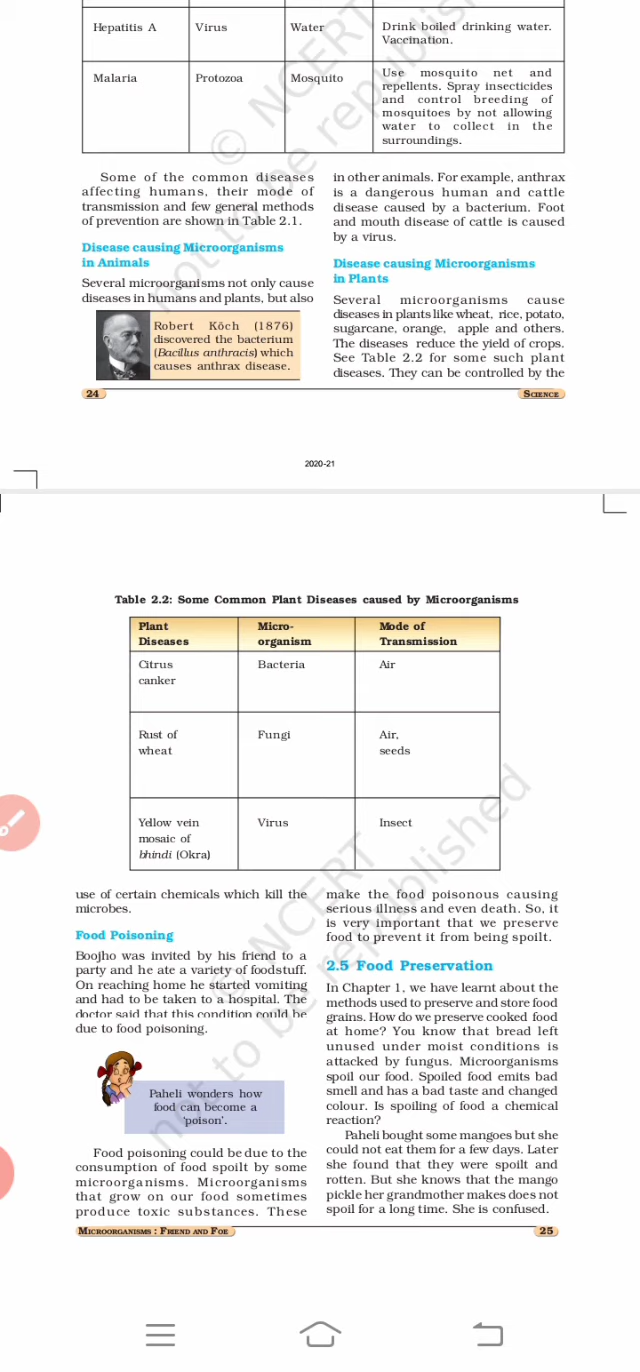 Hepatitis A Virus Water Drink boiled drinking water.
Vaccination.
Malaria Protozoa Mosquito Use mosquito net and
repellents. Spray insecticides
and control breeding of
mosquitoes by not allowing
water to collect in the
surroundings.
Some of the common diseases
affecting humans, their mode of
transmission and few general methods
of prevention are shown in Table 2.1.
Disease causing Microorganisms
in Animals
Several microorganisms not only cause
diseases in humans and plants, but also
Robert Köch (1876)
discovered the bacterium
(Bacillus anthracis) which
causes anthrax disease.
in other animals. For example, anthrax
is a dangerous human and cattle
disease caused by a bacterium. Foot
and mouth disease of cattle is caused
by a virus.
Disease causing Microorganisms
in Plants
Several microorganisms cause
diseases in plants like wheat, rice, potato,
sugarcane, orange, apple and others.
The diseases reduce the yield of crops.
See Table 2.2 for some such plant
diseases. They can be controlled by the
24
SCIENCE
© NCERT
not to be republished
2020-21
Table 2.2: Some Common Plant Diseases caused by Microorganisms
Plant Micro- Mode of
Diseases organism Transmission
Citrus Bacteria Air
canker
Rust of Fungi Air,
wheat seeds
Yellow vein Virus Insect
mosaic of
bhindi (Okra)
use of certain chemicals which kill the
microbes.
Food Poisoning
Boojho was invited by his friend to a
party and he ate a variety of foodstuff.
On reaching home he started vomiting
and had to be taken to a hospital. The
doctor said that this condition could be
due to food poisoning.
Paheli wonders how
food can become a
'poison'.
Food poisoning could be due to the
consumption of food spoilt by some
microorganisms. Microorganisms
that grow on our food sometimes
produce toxic substances. These
make the food poisonous causing
serious illness and even death. So, it
is very important that we preserve
food to prevent it from being spoilt.
2.5 Food Preservation
In Chapter 1, we have learnt about the
methods used to preserve and store food
grains. How do we preserve cooked food
at home? You know that bread left
unused under moist conditions is
attacked by fungus. Microorganisms
spoil our food. Spoiled food emits bad
smell and has a bad taste and changed
colour. Is spoiling of food a chemical
reaction?
Paheli bought some mangoes but she
could not eat them for a few days. Later
she found that they were spoilt and
rotten. But she knows that the mango
pickle her grandmother makes does not
spoil for a long time. She is confused.
MICROORGANISMS : FRIEND AND FOE
25
© NCERT
not to be republished